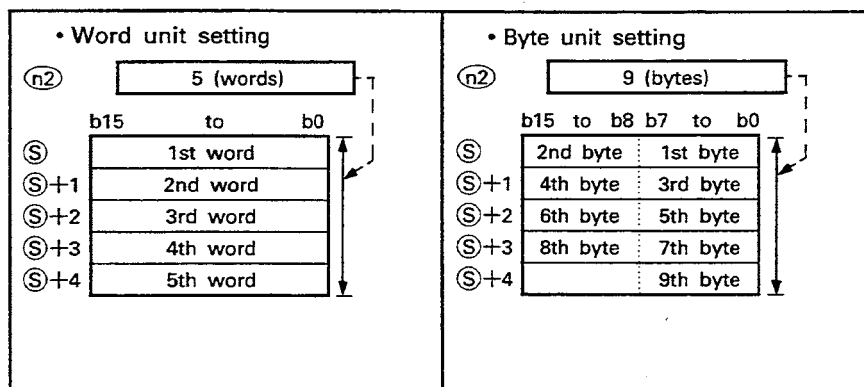 • Word unit setting
n2 5 (words)
b15 to b0
S 1st word
S+1 2nd word
S+2 3rd word
S+3 4th word
S+4 5th word
• Byte unit setting
n2 9 (bytes)
b15 to b8 b7 to b0
S 2nd byte 1st byte
S+1 4th byte 3rd byte
S+2 6th byte 5th byte
S+3 8th byte 7th byte
S+4 9th byte